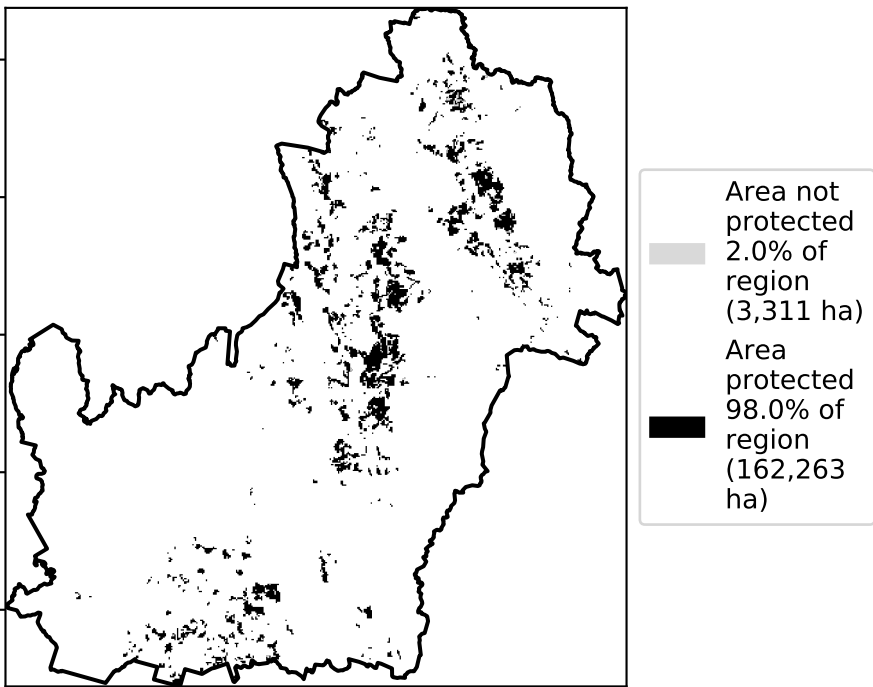 Area not
protected
2.0% of
region
(3,311 ha)
Area
protected
98.0% of
region
(162,263
ha)